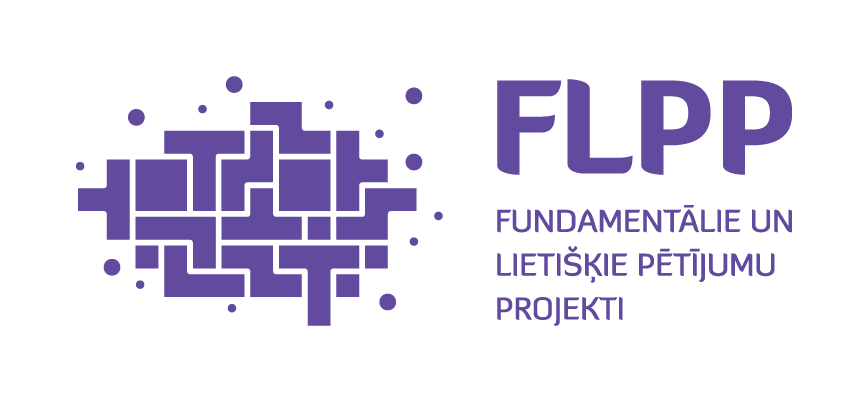 FLPP
FUNDAMENTĀLIE UN
LIETIŠĶIE PĒTĪJUMU
PROJEKTI